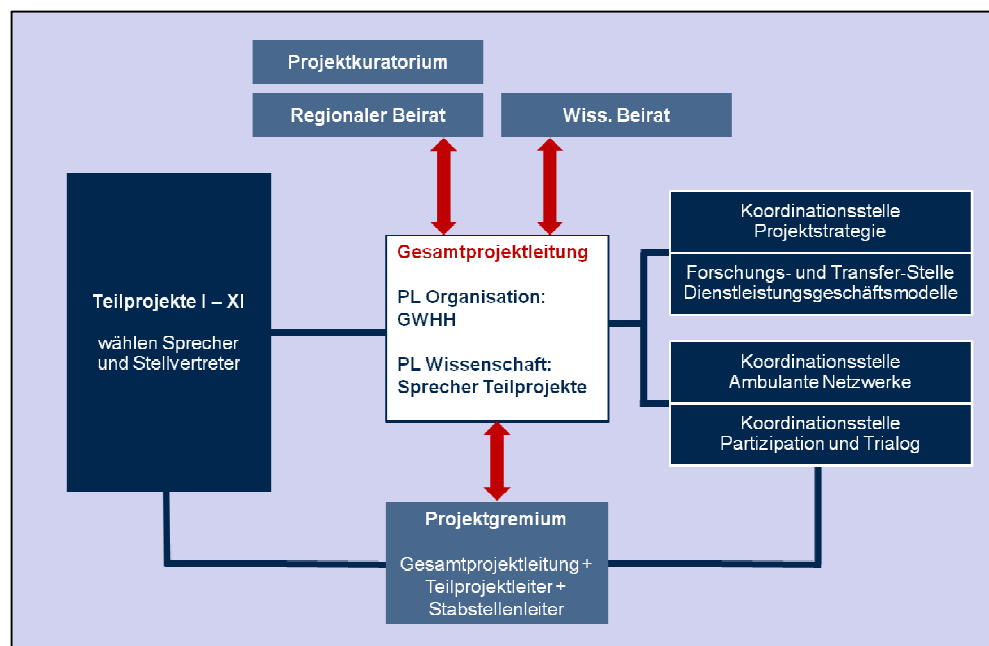 Projektkuratorium
Regionaler Beirat
Wiss. Beirat
Teilprojekte I – XI
wählen Sprecher
und Stellvertreter
Gesamtprojektleitung
PL Organisation:
GWHH
PL Wissenschaft:
Sprecher Teilprojekte
Koordinationsstelle
Projektstrategie
Forschungs- und Transfer-Stelle
Dienstleistungsgeschäftsmodelle
Koordinationsstelle
Ambulante Netzwerke
Koordinationsstelle
Partizipation und Trialog
Projektgremium
Gesamtprojektleitung +
Teilprojektleiter +
Stabstellenleiter